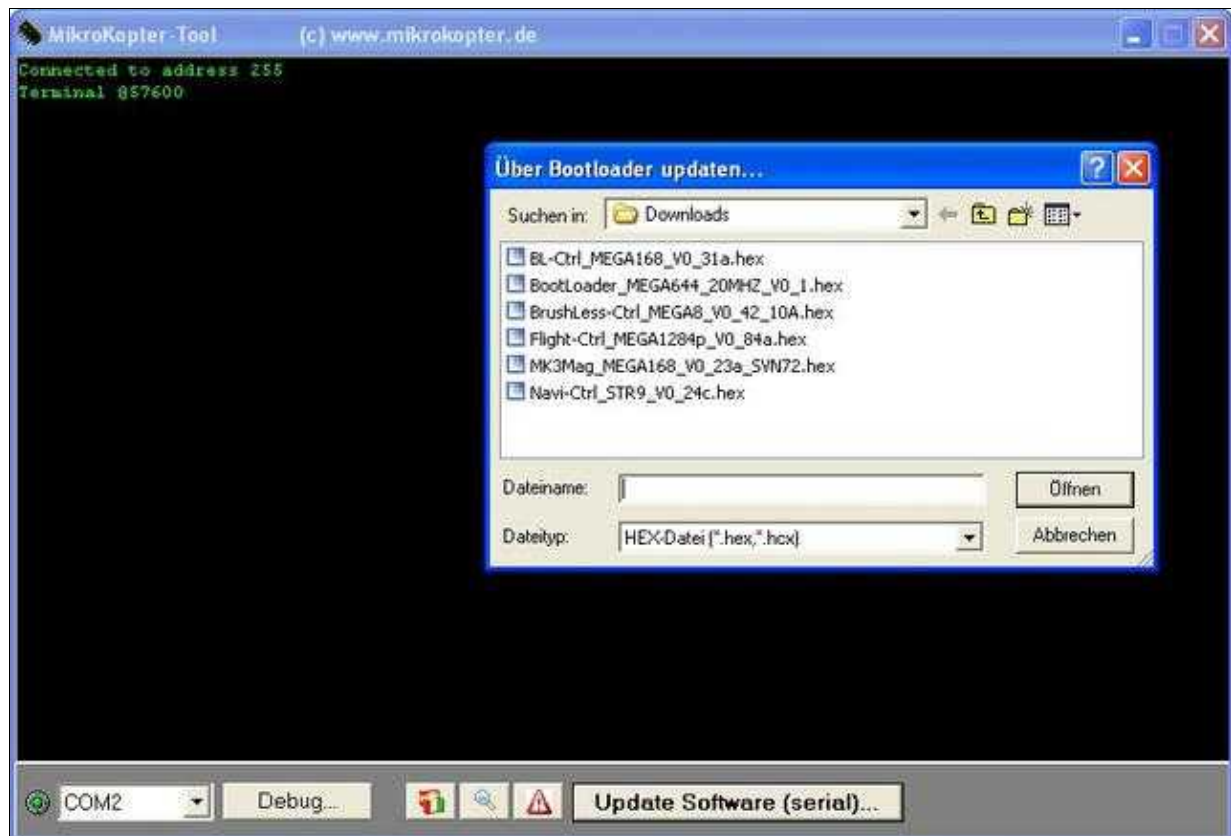 MikroKopter-Tool (c) www.mikrokopter.de
Connected to address 255
Terminal @57600
Über Bootloader updaten...
Suchen in: Downloads
BL-Ctrl_MEGA168_V0_31a.hex
BootLoader_MEGA644_20MHZ_V0_1.hex
BrushLess-Ctrl_MEGA8_V0_42_10A.hex
Flight-Ctrl_MEGA1284p_V0_84a.hex
MK3Mag_MEGA168_V0_23a_SVN72.hex
Navi-Ctrl_STR9_V0_24c.hex
Dateiname: Öffnen
Dateityp: HEX-Datei (*.hex,*.hcx) Abbrechen
COM2 Debug... Update Software (serial)...